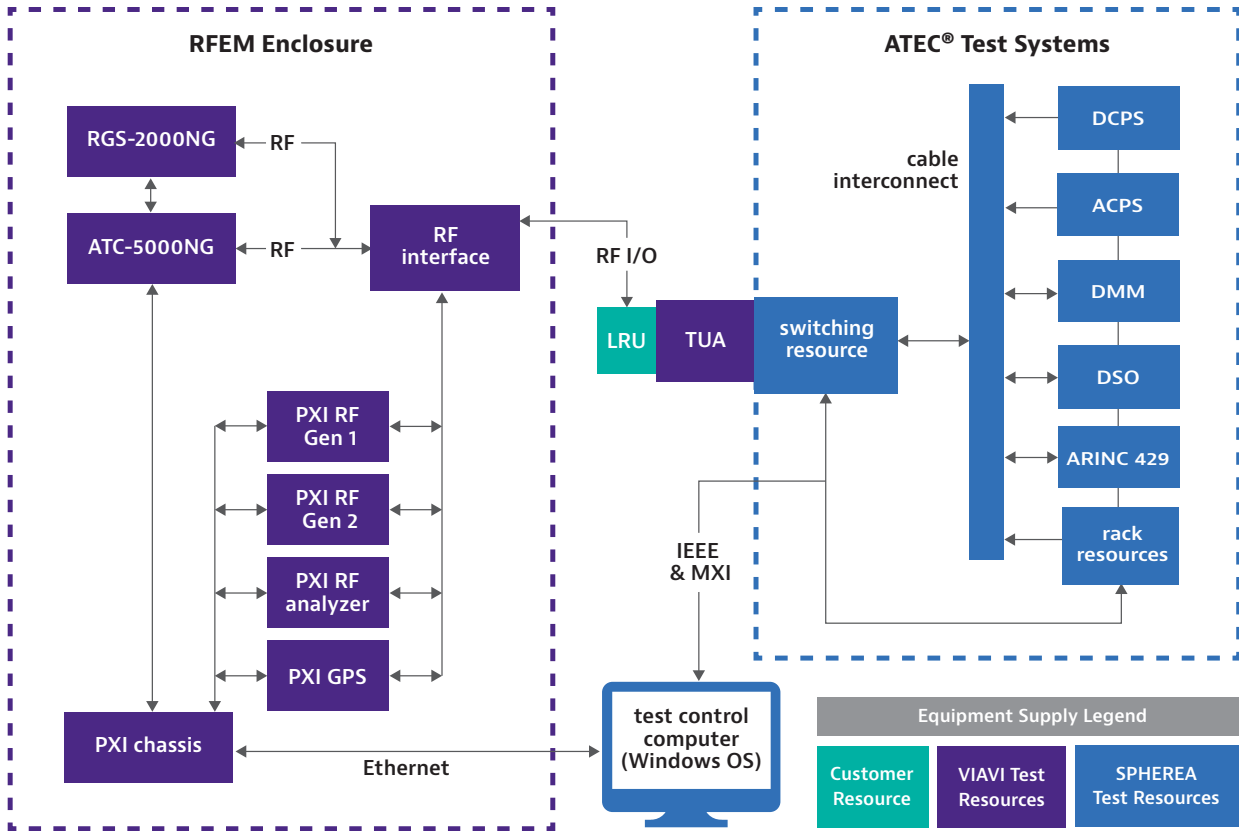 RFEM Enclosure
RGS-2000NG
RF
ATC-5000NG
RF
RF
interface
PXI RF
Gen 1
PXI RF
Gen 2
PXI RF
analyzer
PXI GPS
PXI chassis
Ethernet
RF I/O
LRU
TUA
IEEE
& MXI
test control
computer
(Windows OS)
ATEC® Test Systems
cable
interconnect
switching
resource
DCPS
ACPS
DMM
DSO
ARINC 429
rack
resources
Equipment Supply Legend
Customer
Resource
VIAVI Test
Resources
SPHEREA
Test Resources